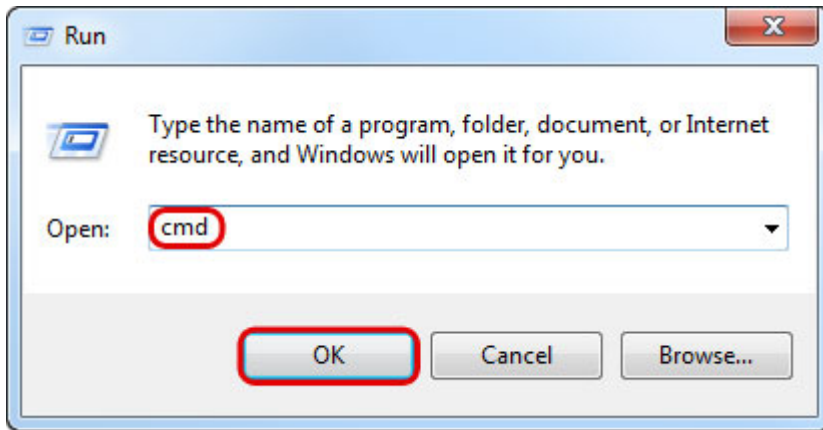 Run
Type the name of a program, folder, document, or Internet
resource, and Windows will open it for you.
Open: cmd
OK Cancel Browse...